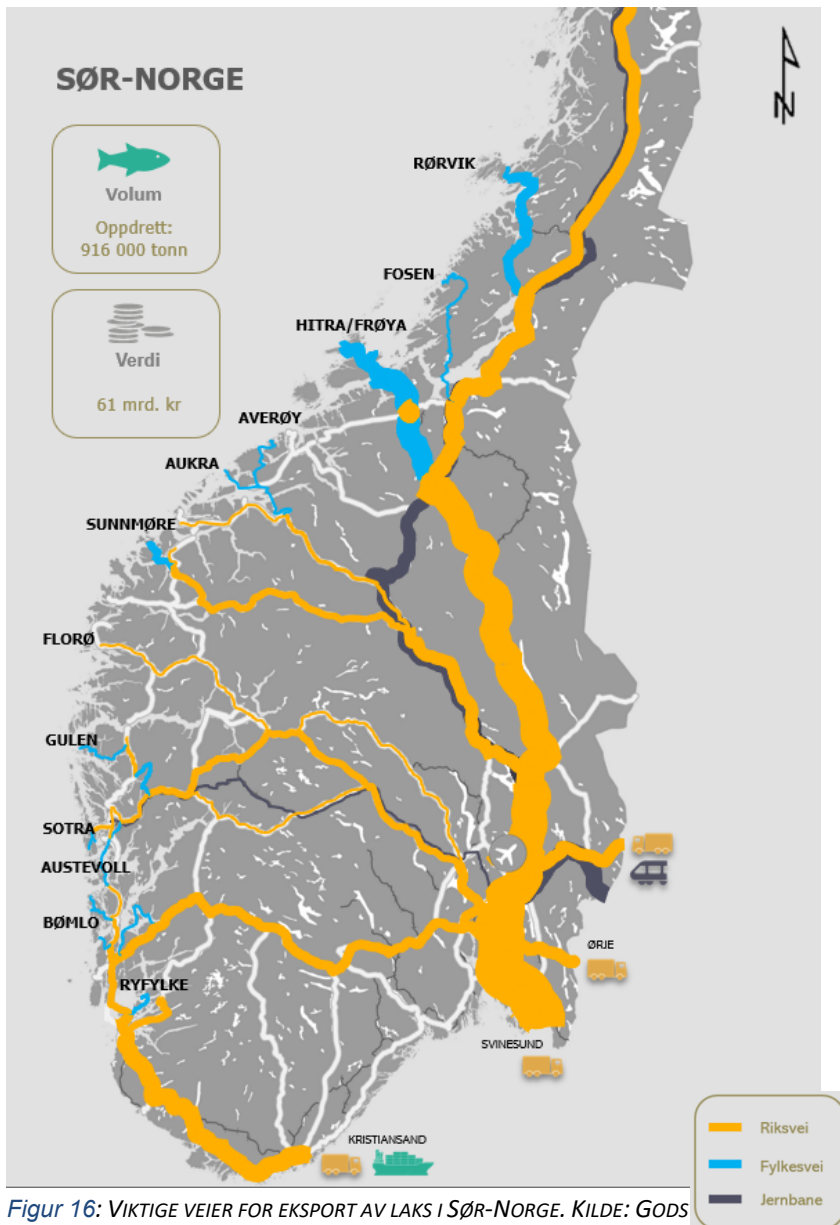 SØR-NORGE
Volum
Oppdrett:
916 000 tonn
Verdi
61 mrd. kr
N
RØRVIK
FOSEN
HITRA/FRØYA
AVERØY
AUKRA
SUNNMØRE
FLORØ
GULEN
SOTRA
AUSTEVOLL
BØMLO
RYFYLKE
ØRJE
SVINESUND
KRISTIANSAND
Riksvei
Fylkesvei
Jernbane
Figur 16: VIKTIGE VEIER FOR EKSPORT AV LAKS I SØR-NORGE. KILDE: GODS